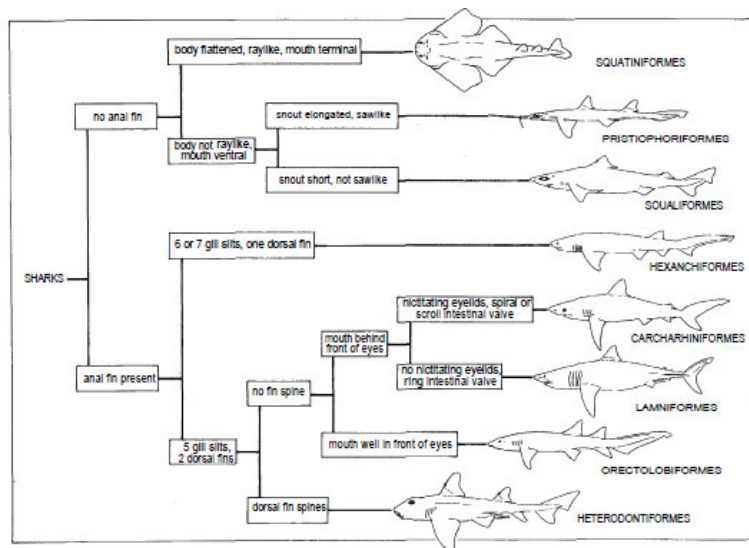 body flattened, raylike, mouth terminal
SQUATINIFORMES
no anal fin
snout elongated, sawlike
PRISTIOPHORIFORMES
body not raylike,
mouth ventral
snout short, not sawlike
SOUALIFORMES
6 or 7 gill slits, one dorsal fin
HEXANCHIFORMES
SHARKS
nictitating eyelids, spiral or
scroll intestinal valve
CARCHARHINIFORMES
mouth behind
front of eyes
anal fin present
no fin spine
no nictitating eyelids,
ring intestinal valve
LAMNIFORMES
5 gill slits,
2 dorsal fins
mouth well in front of eyes
ORECTOLOBIFORMES
dorsal fin spines
HETERODONTIFORMES